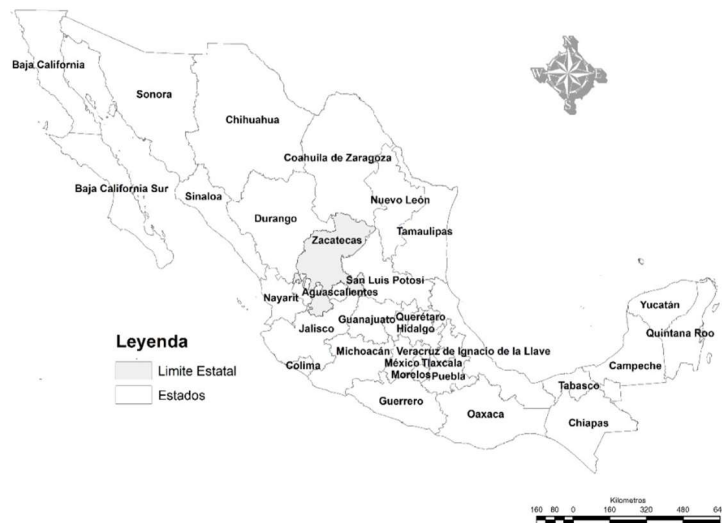 N
W E
S
Baja California
Sonora
Chihuahua
Coahuila de Zaragoza
Baja California Sur
Sinaloa
Nuevo León
Durango
Tamaulipas
Zacatecas
San Luis Potosí
Aguascalientes
Nayarit
Yucatán
Guanajuato
Querétaro
Hidalgo
Jalisco
Quintana Roo
Michoacán
Veracruz de Ignacio de la Llave
Colima
México
Tlaxcala
Campeche
Morelos
Puebla
Tabasco
Guerrero
Oaxaca
Chiapas
Leyenda
Limite Estatal
Estados
Kilometros
160 80 0 160 320 480 64